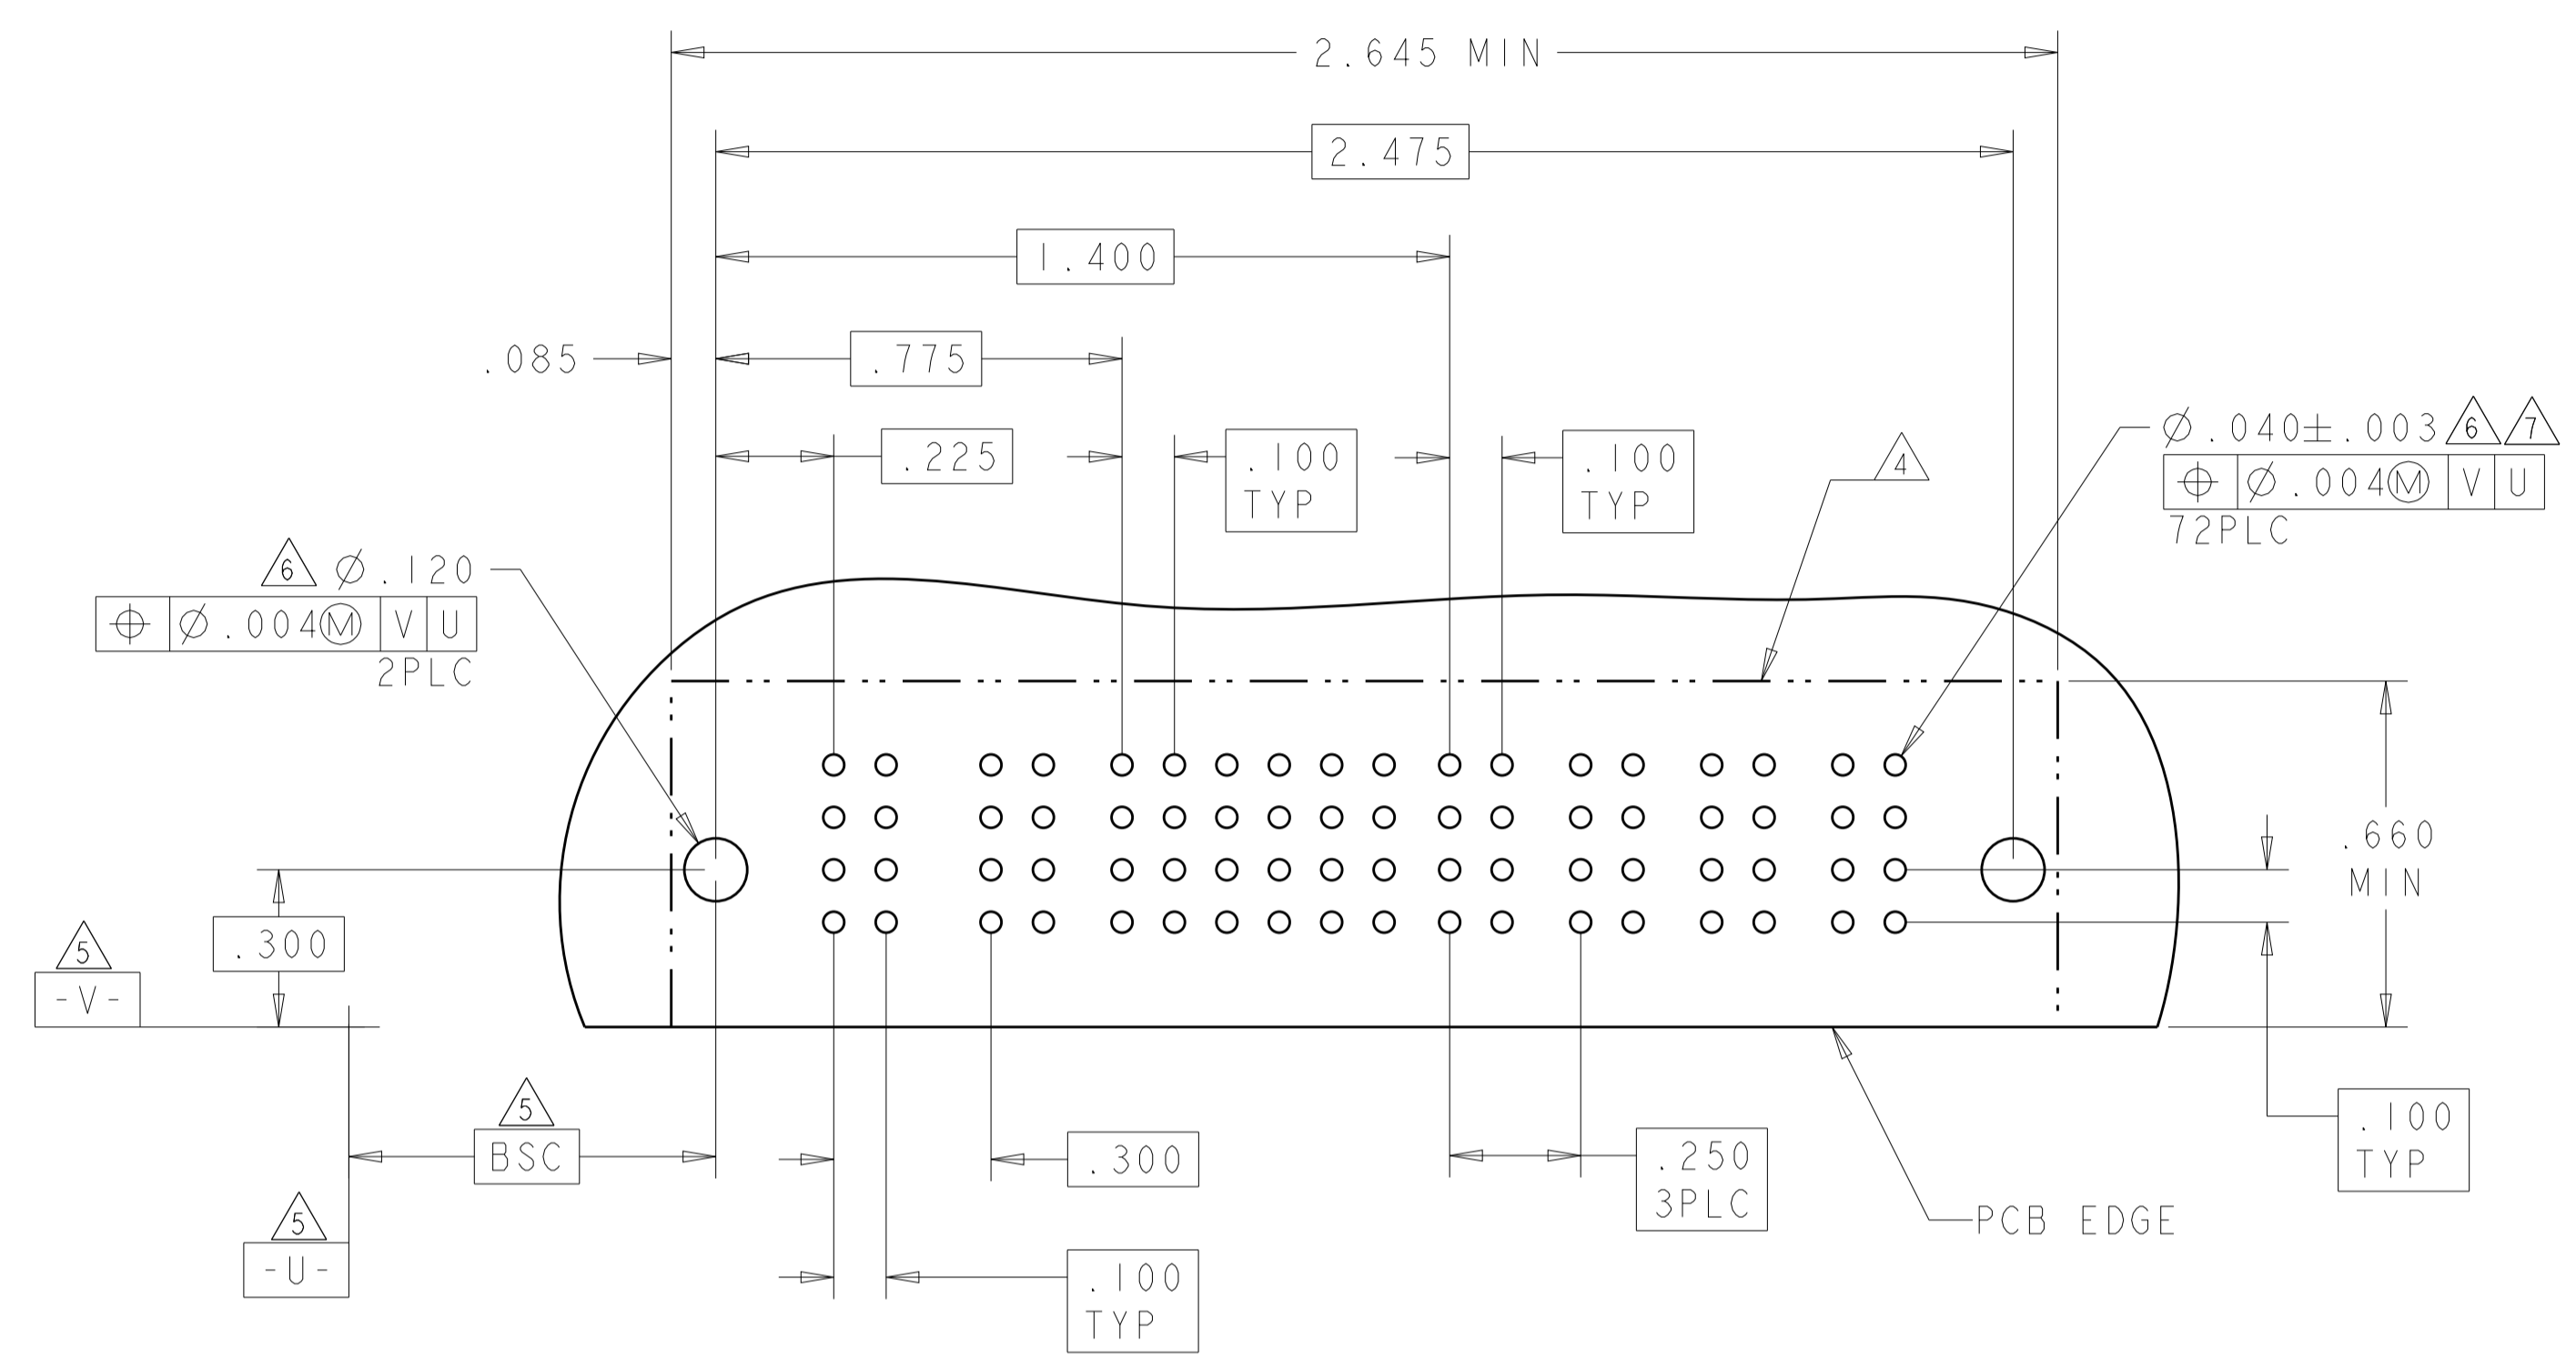 2.645 MIN
2.475
1.400
.085
.775
.225
.100
TYP
.100
TYP
4
Ø.040±.003 6 7
⌖ Ø.004Ⓜ V U
72PLC
6 Ø.120
⌖ Ø.004Ⓜ V U
2PLC
.660
MIN
.300
5
-V-
5
BSC
5
-U-
.300
.100
TYP
.250
3PLC
.100
TYP
PCB EDGE